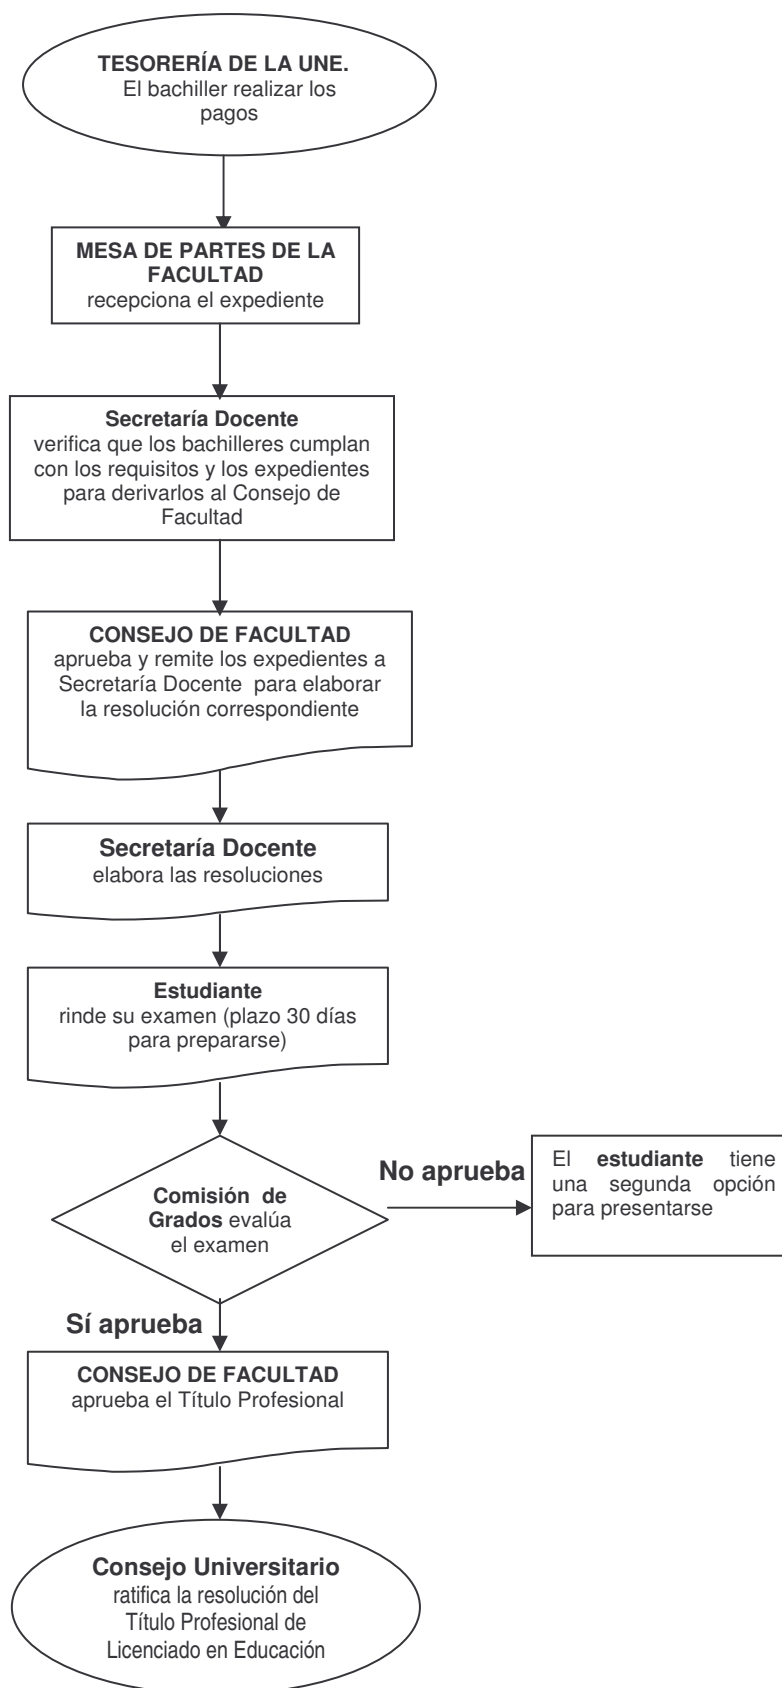 TESORERÍA DE LA UNE.
El bachiller realizar los
pagos
MESA DE PARTES DE LA
FACULTAD
recepciona el expediente
Secretaría Docente
verifica que los bachilleres cumplan
con los requisitos y los expedientes
para derivarlos al Consejo de
Facultad
CONSEJO DE FACULTAD
aprueba y remite los expedientes a
Secretaría Docente para elaborar
la resolución correspondiente
Secretaría Docente
elabora las resoluciones
Estudiante
rinde su examen (plazo 30 días
para prepararse)
Comisión de
Grados evalúa
el examen
No aprueba
El estudiante tiene
una segunda opción
para presentarse
Sí aprueba
CONSEJO DE FACULTAD
aprueba el Título Profesional
Consejo Universitario
ratifica la resolución del
Título Profesional de
Licenciado en Educación